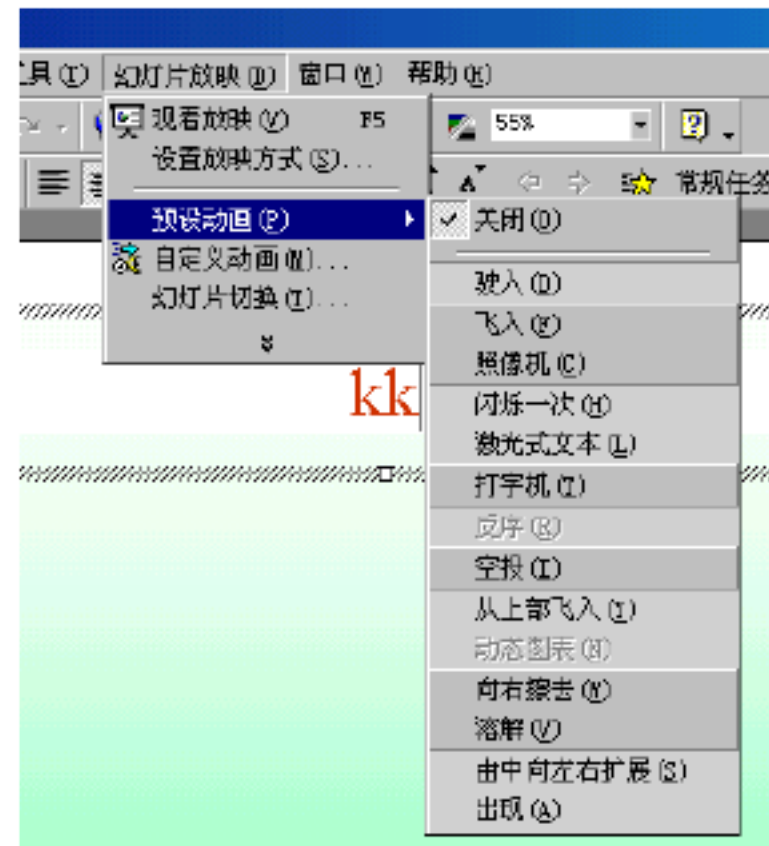 具(T) 幻灯片放映(D) 窗口(W) 帮助(H)
观看放映(V) F5
55%
设置放映方式(S)...
常规任务
预设动画(P)
关闭(O)
自定义动画(M)...
幻灯片切换(T)...
驶入(D)
飞入(F)
照像机(C)
kk
闪烁一次(H)
激光式文本(L)
打字机(T)
反序(R)
空投(I)
从上部飞入(I)
动态图表(N)
向右擦去(W)
溶解(V)
由中向左右扩展(S)
出现(A)